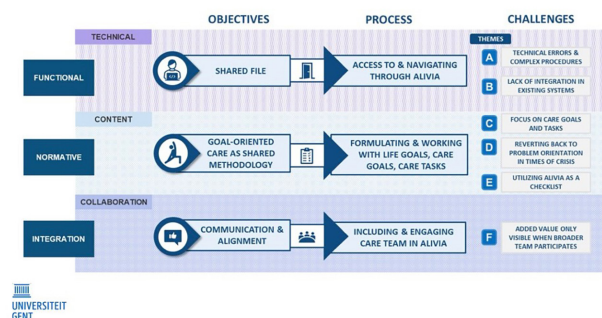 OBJECTIVES
PROCESS
CHALLENGES
TECHNICAL
THEMES
FUNCTIONAL
SHARED FILE
ACCESS TO & NAVIGATING
THROUGH ALIVIA
A
TECHNICAL ERRORS &
COMPLEX PROCEDURES
B
LACK OF INTEGRATION IN
EXISTING SYSTEMS
CONTENT
NORMATIVE
GOAL-ORIENTED
CARE AS SHARED
METHODOLOGY
FORMULATING & WORKING
WITH LIFE GOALS, CARE
GOALS, CARE TASKS
C
FOCUS ON CARE GOALS
AND TASKS
D
REVERTING BACK TO
PROBLEM ORIENTATION
IN TIMES OF CRISIS
E
UTILIZING ALIVIA AS A
CHECKLIST
COLLABORATION
INTEGRATION
COMMUNICATION &
ALIGNMENT
INCLUDING & ENGAGING
CARE TEAM IN ALIVIA
F
ADDED VALUE ONLY
VISIBLE WHEN BROADER
TEAM PARTICIPATES
UNIVERSITEIT
GENT